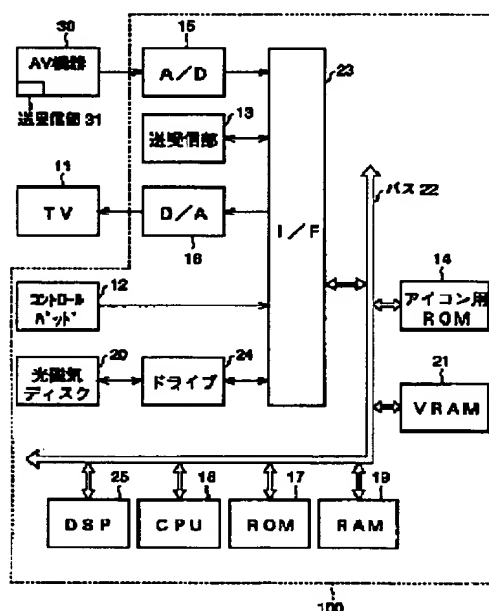 30
AV機器
送受信部 31
15
A/D
23
13
送受信部
11
TV
D/A
16
I/F
バス 22
12
コントロール
パッド
14
アイコン用
ROM
20
光磁気
ディスク
24
ドライブ
21
VRAM
25
DSP
18
CPU
17
ROM
19
RAM
100